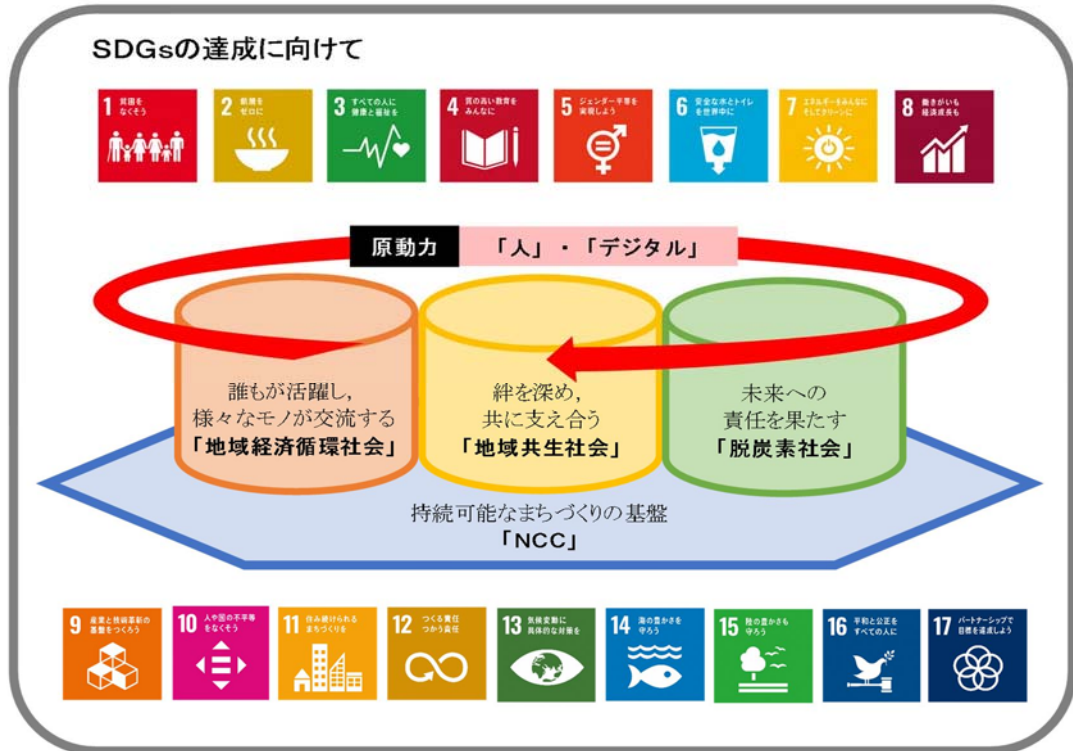 SDGsの達成に向けて
1 貧困を
なくそう
2 飢餓を
ゼロに
3 すべての人に
健康と福祉を
4 質の高い教育を
みんなに
5 ジェンダー平等を
実現しよう
6 安全な水とトイレ
を世界中に
7 エネルギーをみんなに
そしてクリーンに
8 働きがいも
経済成長も
原動力 「人」・「デジタル」
誰もが活躍し,
様々なモノが交流する
「地域経済循環社会」
絆を深め,
共に支え合う
「地域共生社会」
未来への
責任を果たす
「脱炭素社会」
持続可能なまちづくりの基盤
「NCC」
9 産業と技術革新の
基盤をつくろう
10 人や国の不平等
をなくそう
11 住み続けられる
まちづくりを
12 つくる責任
つかう責任
13 気候変動に
具体的な対策を
14 海の豊かさを
守ろう
15 陸の豊かさも
守ろう
16 平和と公正を
すべての人に
17 パートナーシップで
目標を達成しよう